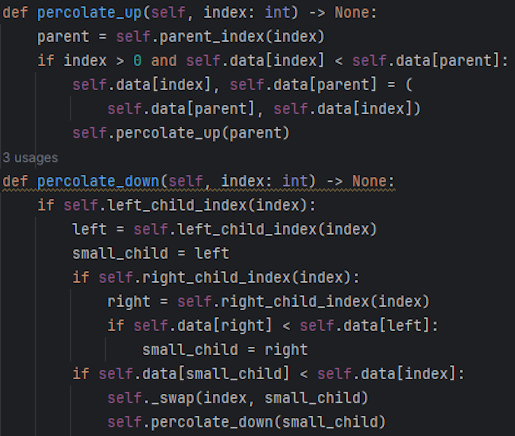 def percolate_up(self, index: int) -> None:
    parent = self.parent_index(index)
    if index > 0 and self.data[index] < self.data[parent]:
        self.data[index], self.data[parent] = (
            self.data[parent], self.data[index])
        self.percolate_up(parent)
3 usages
def percolate_down(self, index: int) -> None:
    if self.left_child_index(index):
        left = self.left_child_index(index)
        small_child = left
        if self.right_child_index(index):
            right = self.right_child_index(index)
            if self.data[right] < self.data[left]:
                small_child = right
        if self.data[small_child] < self.data[index]:
            self._swap(index, small_child)
            self.percolate_down(small_child)